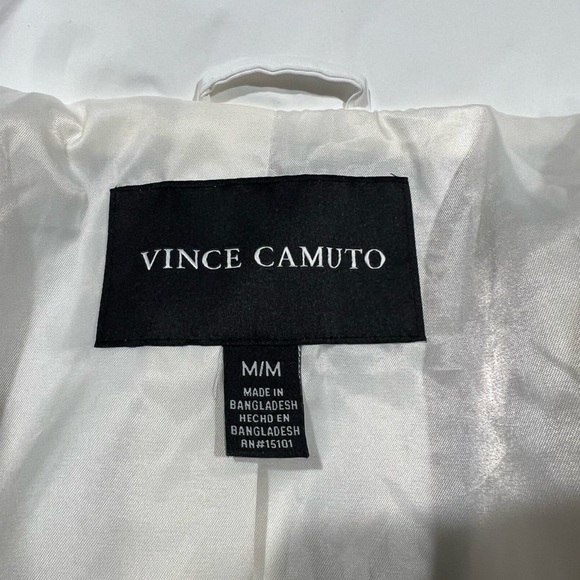 VINCE CAMUTO
M/M
MADE IN
BANGLADESH
HECHO EN
BANGLADESH
RN#15101